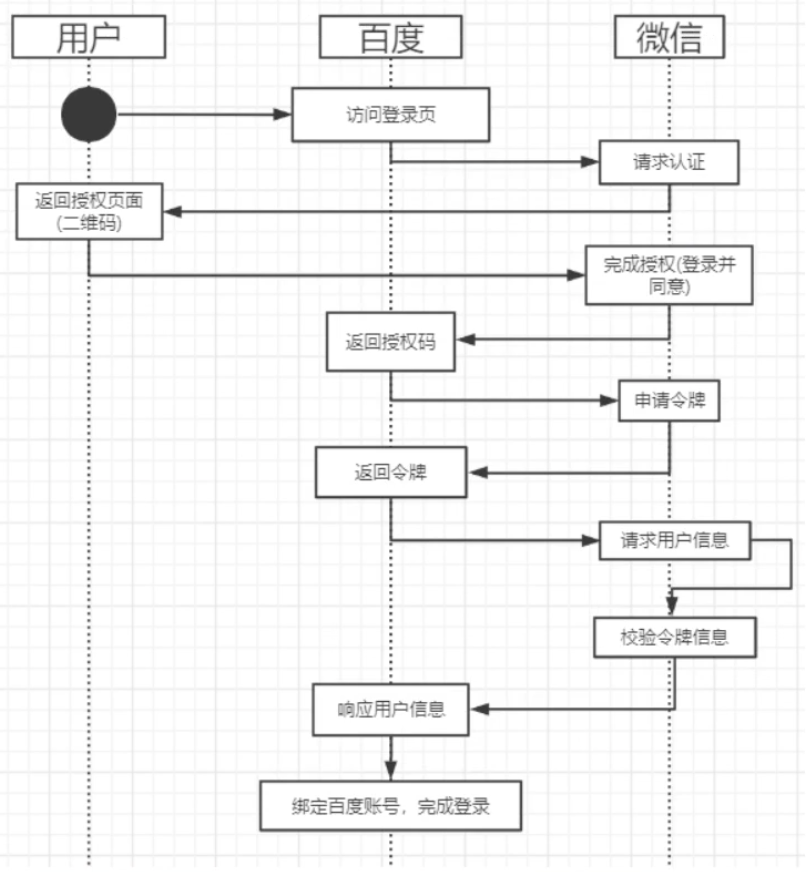 用户
百度
微信
访问登录页
请求认证
返回授权页面
(二维码)
完成授权(登录并
同意)
返回授权码
申请令牌
返回令牌
请求用户信息
校验令牌信息
响应用户信息
绑定百度账号，完成登录